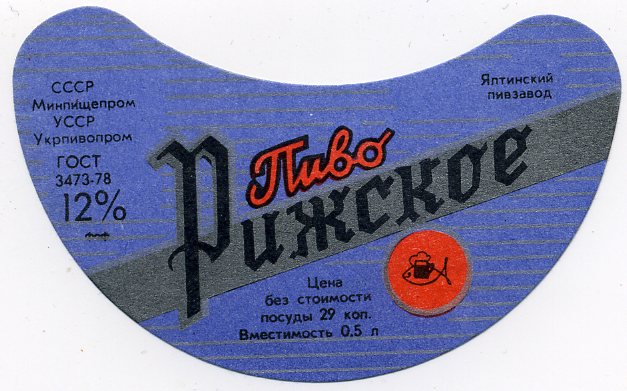 СССР
Минпищепром
УССР
Укрпивопром
ГОСТ
3473-78
12%
Ялтинский
пивзавод
Пиво
Рижское
Цена
без стоимости
посуды 29 коп.
Вместимость 0,5 л